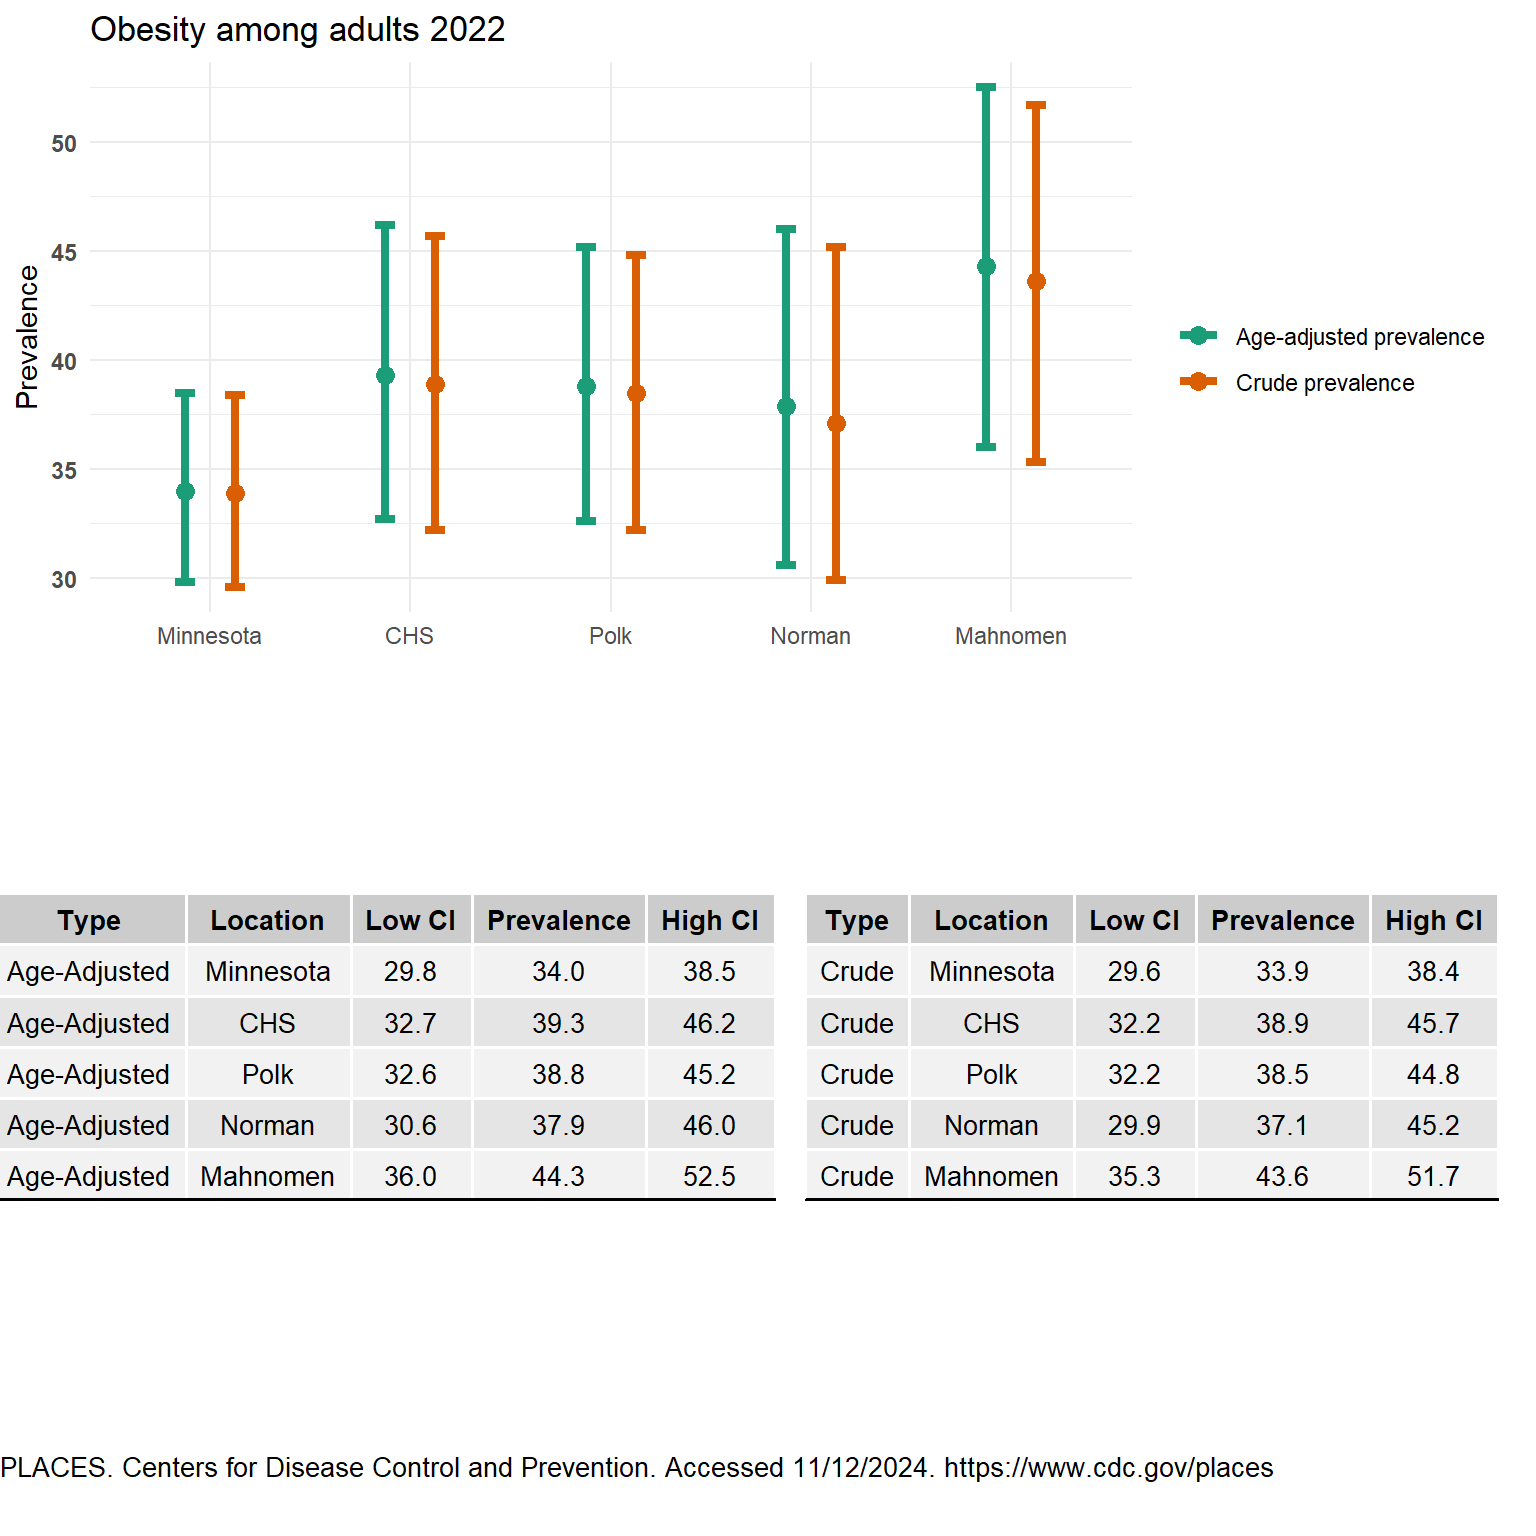 Obesity among adults 2022
Prevalence
50
45
40
35
30
Minnesota CHS Polk Norman Mahnomen
Age-adjusted prevalence
Crude prevalence
Type Location Low CI Prevalence High CI
Age-Adjusted Minnesota 29.8 34.0 38.5
Age-Adjusted CHS 32.7 39.3 46.2
Age-Adjusted Polk 32.6 38.8 45.2
Age-Adjusted Norman 30.6 37.9 46.0
Age-Adjusted Mahnomen 36.0 44.3 52.5
Type Location Low CI Prevalence High CI
Crude Minnesota 29.6 33.9 38.4
Crude CHS 32.2 38.9 45.7
Crude Polk 32.2 38.5 44.8
Crude Norman 29.9 37.1 45.2
Crude Mahnomen 35.3 43.6 51.7
PLACES. Centers for Disease Control and Prevention. Accessed 11/12/2024. https://www.cdc.gov/places